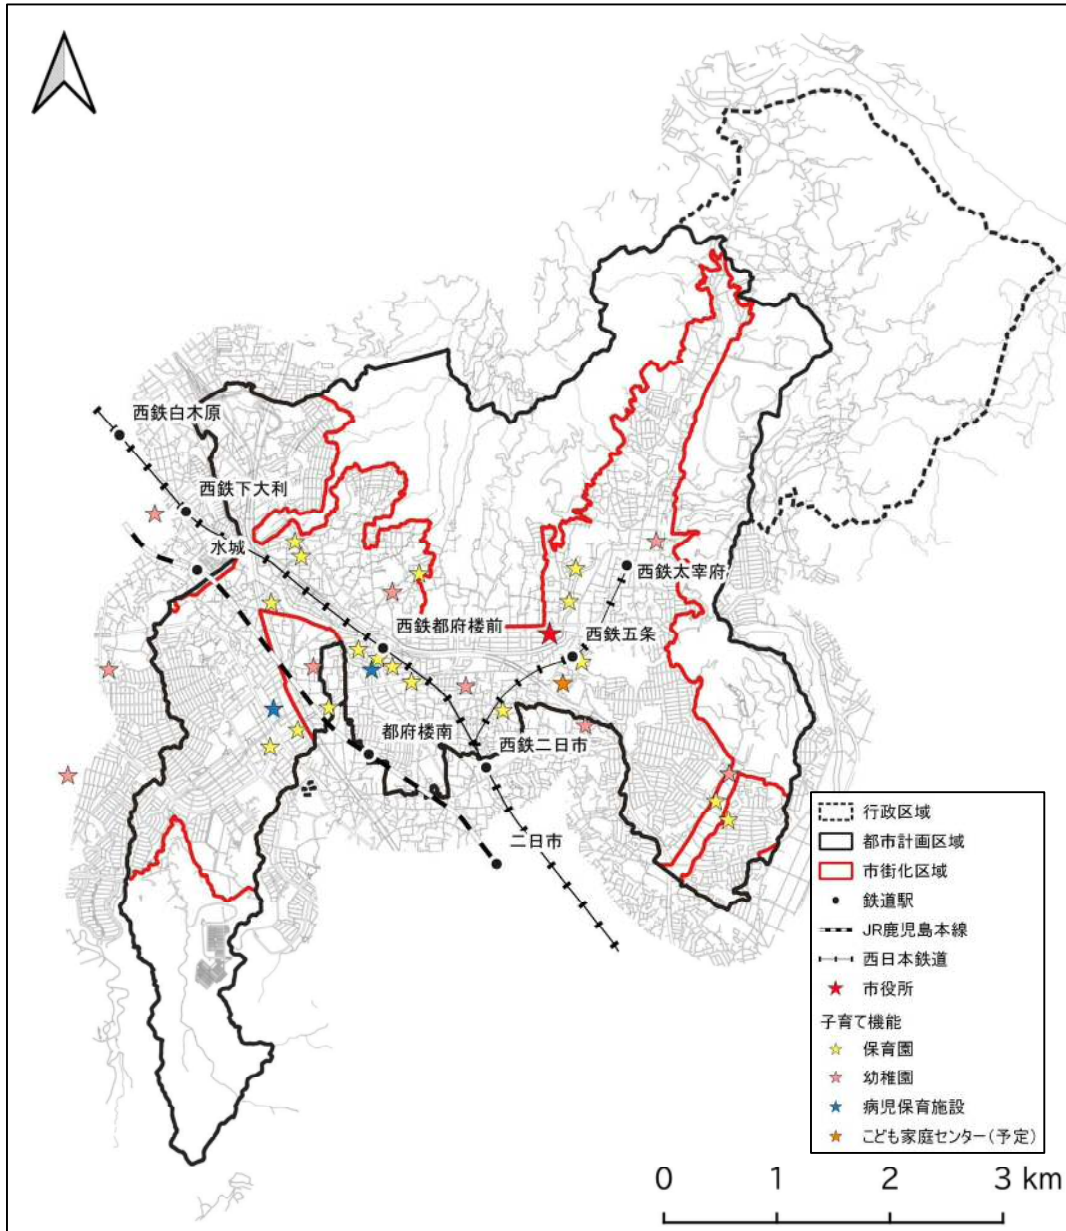 西鉄白木原
西鉄下大利
水城
西鉄太宰府
西鉄都府楼前
西鉄五条
都府楼南
西鉄二日市
二日市
行政区域
都市計画区域
市街化区域
鉄道駅
JR鹿児島本線
西日本鉄道
市役所
子育て機能
保育園
幼稚園
病児保育施設
こども家庭センター(予定)
0 1 2 3 km